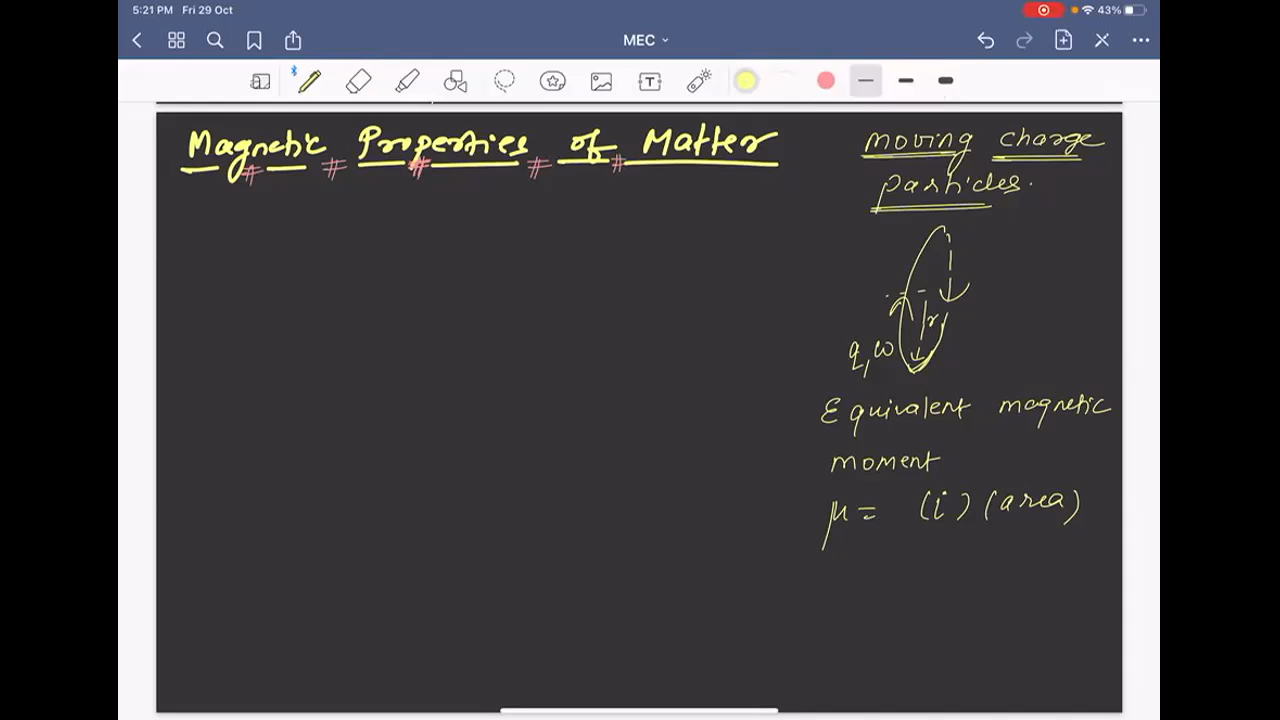 5:21 PM Fri 29 Oct
43%
MEC
Magnetic Properties of Matter
# # # # #
moving charge
particles.
r
q, ω
Equivalent magnetic
moment
μ = (i) (area)